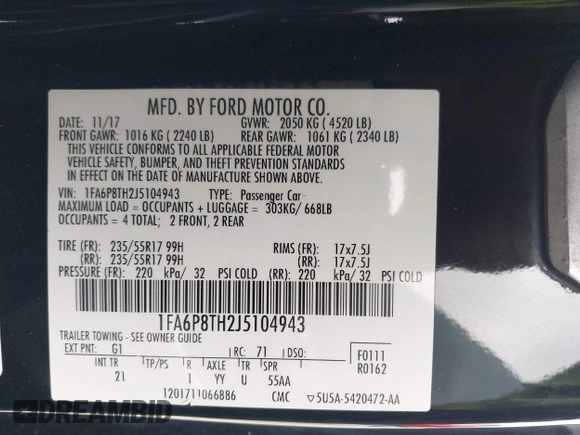 MFD. BY FORD MOTOR CO.
DATE: 11/17 GVWR: 2050 KG ( 4520 LB)
FRONT GAWR: 1016 KG ( 2240 LB) REAR GAWR: 1061 KG ( 2340 LB)
THIS VEHICLE CONFORMS TO ALL APPLICABLE FEDERAL MOTOR
VEHICLE SAFETY, BUMPER, AND THEFT PREVENTION STANDARDS
IN EFFECT ON THE DATE OF MANUFACTURE SHOWN ABOVE.
VIN: 1FA6P8TH2J5104943 TYPE: Passenger Car
MAXIMUM LOAD = OCCUPANTS + LUGGAGE = 303KG/ 668LB
OCCUPANTS = 4 TOTAL; 2 FRONT, 2 REAR
TIRE (FR): 235/55R17 99H RIMS (FR): 17x7.5J
(RR): 235/55R17 99H (RR): 17x7.5J
PRESSURE (FR): 220 kPa/ 32 PSI COLD (RR): 220 kPa/ 32 PSI COLD
1FA6P8TH2J5104943
TRAILER TOWING - SEE OWNER GUIDE
EXT PNT: G1 RC: 71 DSO: F0111
INT TR TP/PS R AXLE TR SPR R0162
21 1 YY U 55AA
1201711066886 CMC 5U5A-5420472-AA
DREAMBID